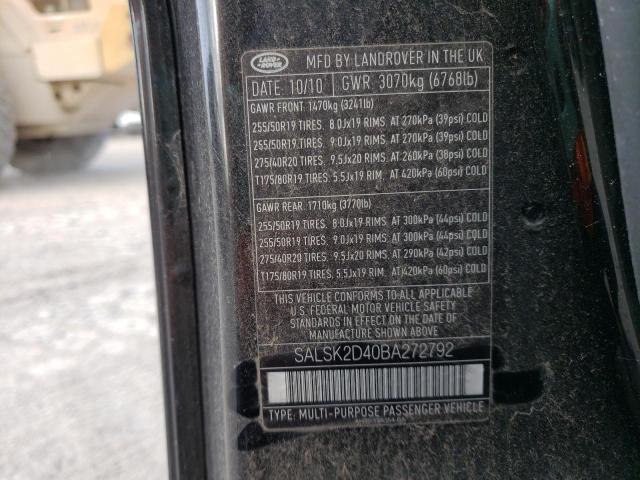 LAND ROVER
MFD BY LANDROVER IN THE UK
DATE 10/10 GWR 3070kg (6768lb)
GAWR FRONT 1470kg (3241lb)
255/50R19 TIRES, 8.0Jx19 RIMS, AT 270kPa (39psi) COLD
255/50R19 TIRES, 9.0Jx19 RIMS, AT 270kPa (39psi) COLD
275/40R20 TIRES, 9.5Jx20 RIMS, AT 260kPa (38psi) COLD
T175/80R19 TIRES, 5.5Jx19 RIM, AT 420kPa (60psi) COLD
GAWR REAR: 1710kg (3770lb)
255/50R19 TIRES, 8.0Jx19 RIMS, AT 300kPa (44psi) COLD
255/50R19 TIRES, 9.0Jx19 RIMS, AT 300kPa (44psi) COLD
275/40R20 TIRES, 9.5Jx20 RIMS, AT 290kPa (42psi) COLD
T175/80R19 TIRES, 5.5Jx19 RIM, AT 420kPa (60psi) COLD
THIS VEHICLE CONFORMS TO ALL APPLICABLE
U.S. FEDERAL MOTOR VEHICLE SAFETY
STANDARDS IN EFFECT ON THE DATE OF
MANUFACTURE SHOWN ABOVE
SALSK2D40BA272792
TYPE: MULTI-PURPOSE PASSENGER VEHICLE